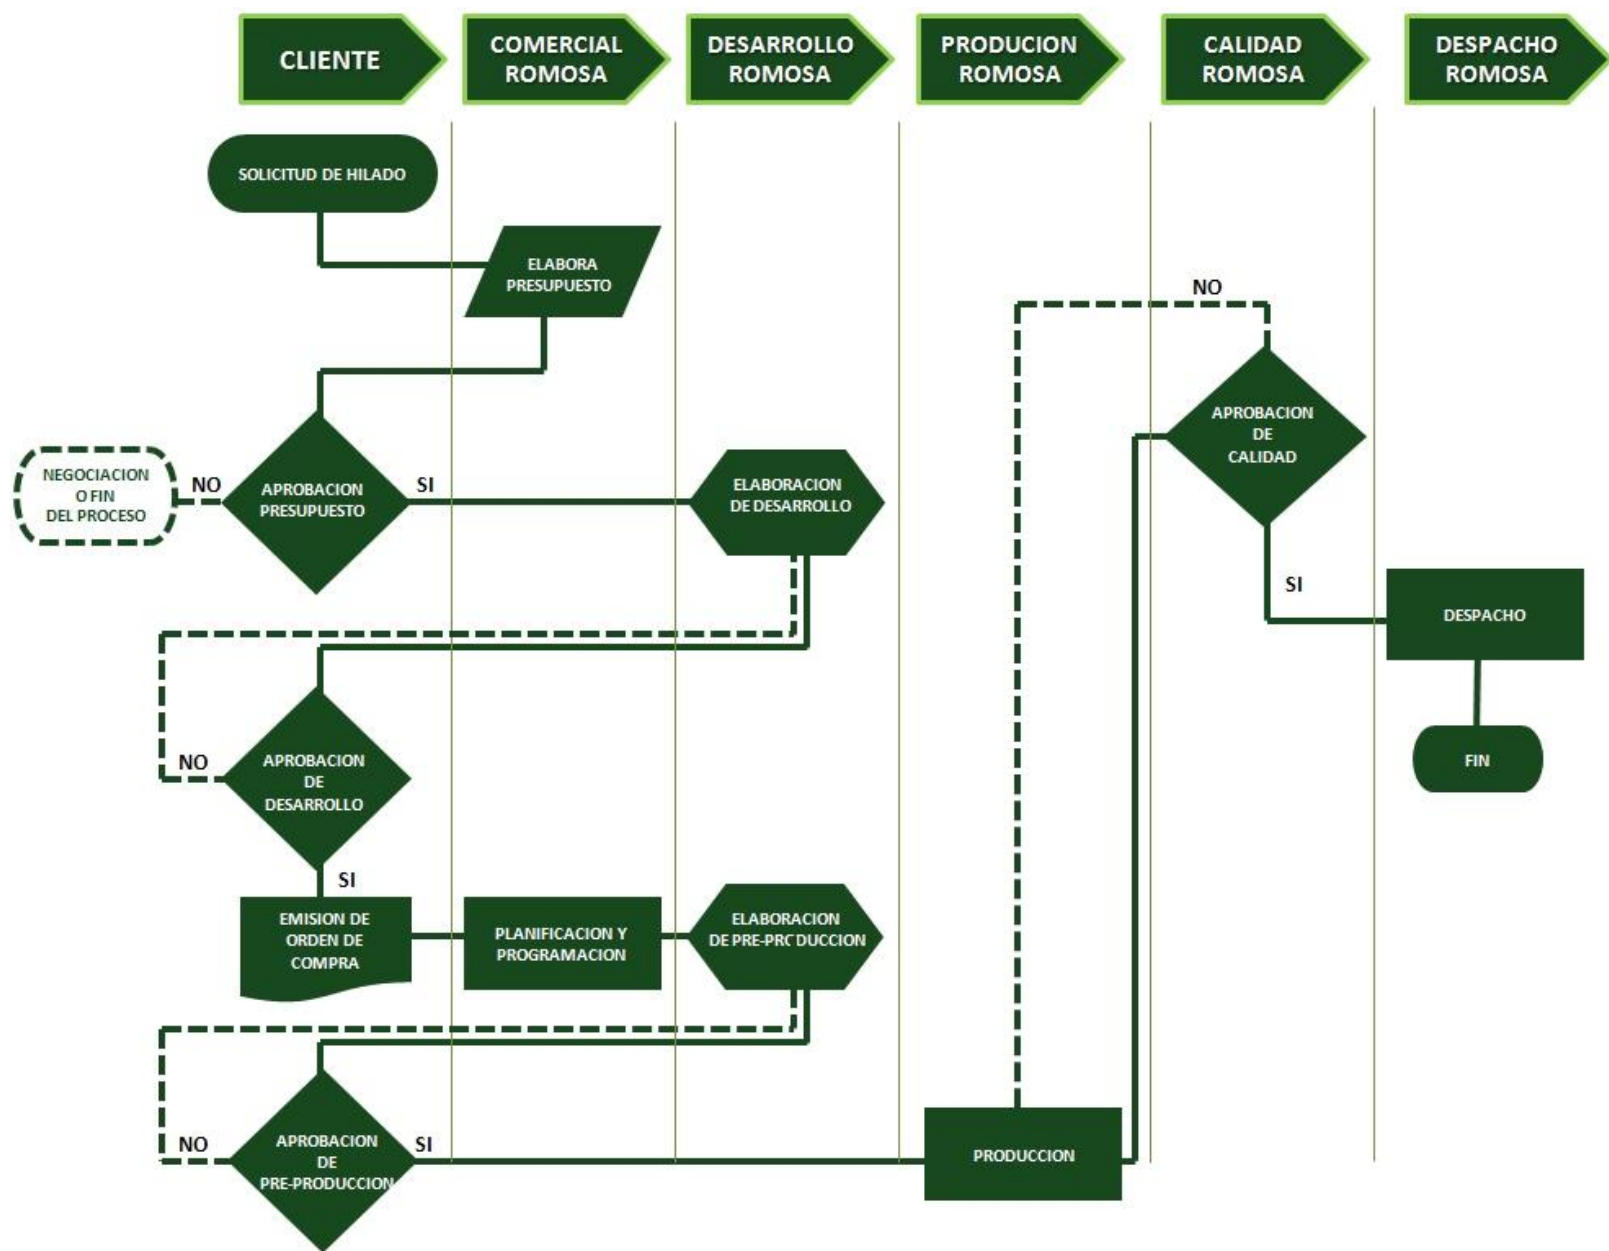 CLIENTE
COMERCIAL
ROMOSA
DESARROLLO
ROMOSA
PRODUCION
ROMOSA
CALIDAD
ROMOSA
DESPACHO
ROMOSA
SOLICITUD DE HILADO
ELABORA
PRESUPUESTO
NO
APROBACION
DE
CALIDAD
NEGOCIACION
O FIN
DEL PROCESO
NO
APROBACION
PRESUPUESTO
SI
ELABORACION
DE DESARROLLO
SI
DESPACHO
FIN
NO
APROBACION
DE
DESARROLLO
SI
EMISION DE
ORDEN DE
COMPRA
PLANIFICACION Y
PROGRAMACION
ELABORACION
DE PRE-PRODUCCION
NO
APROBACION
DE
PRE-PRODUCCION
SI
PRODUCCION